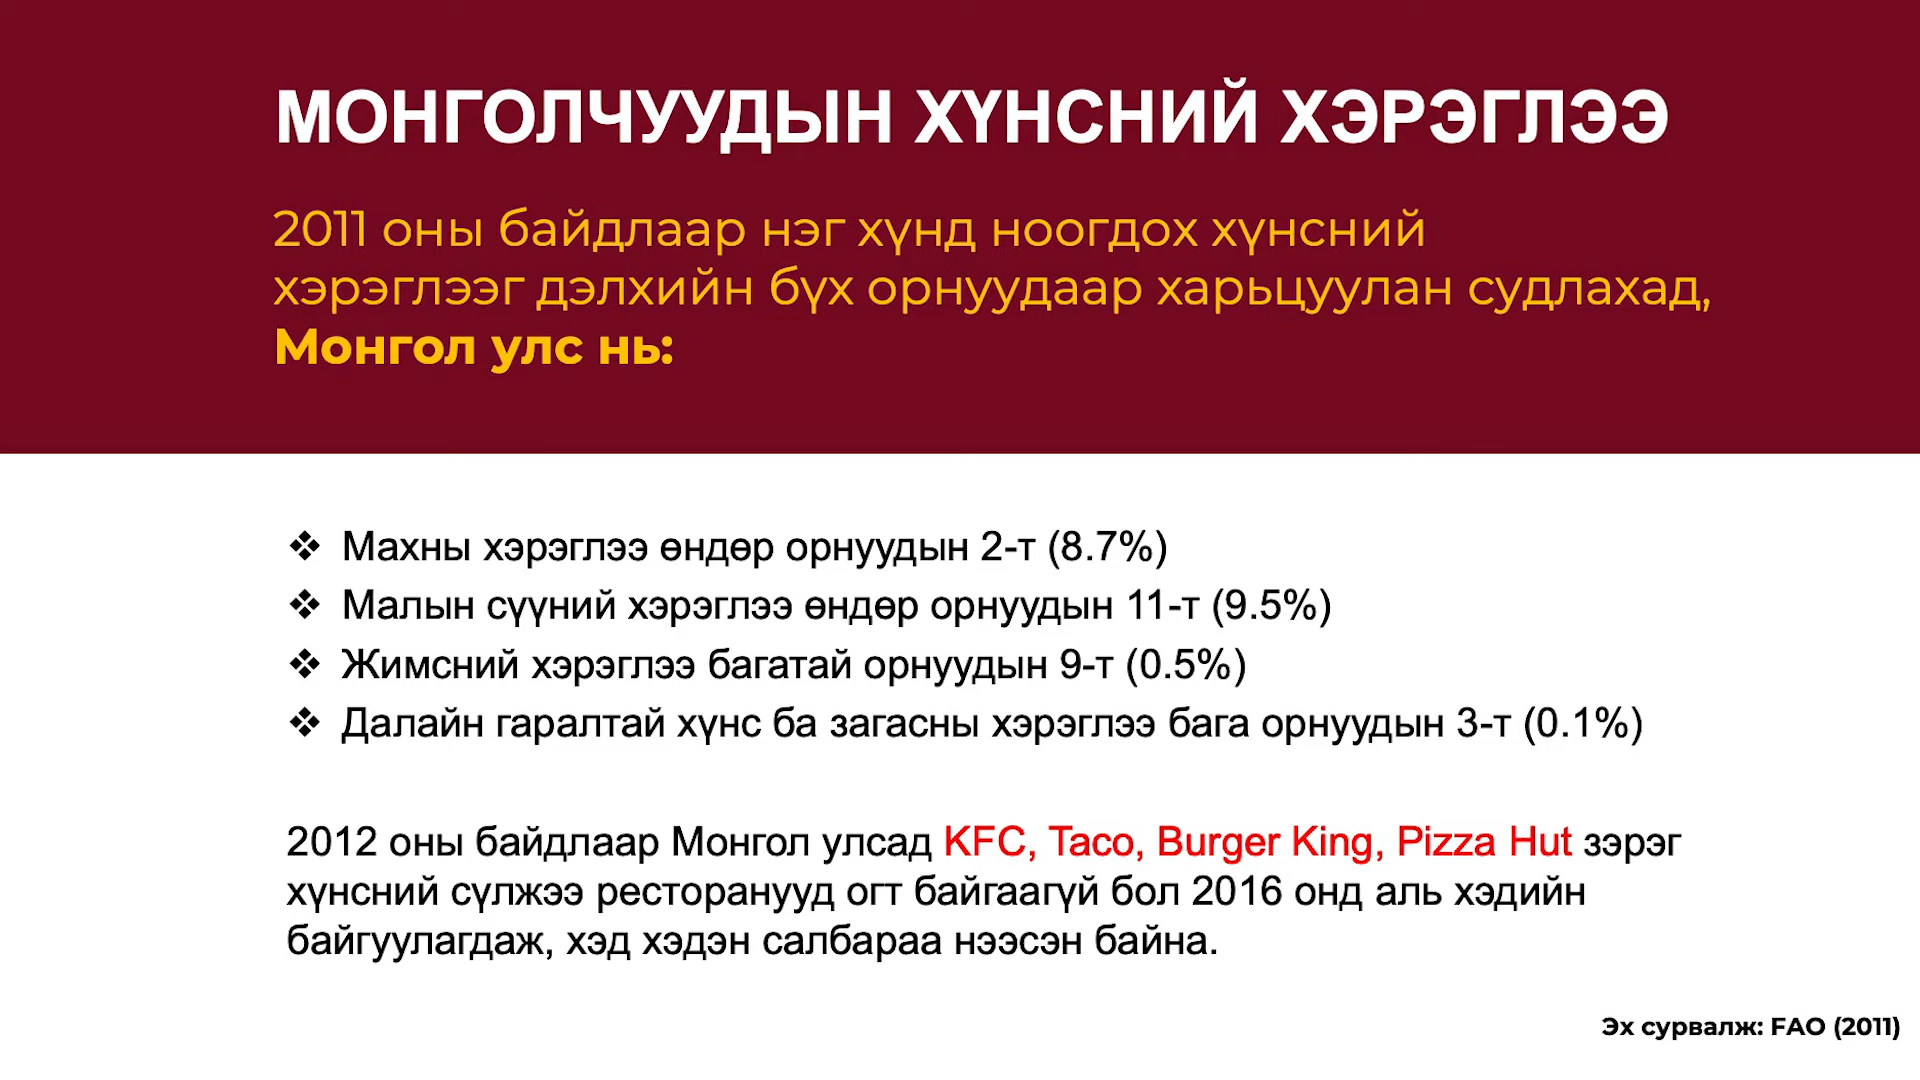 МОНГОЛЧУУДЫН ХҮНСНИЙ ХЭРЭГЛЭЭ
2011 оны байдлаар нэг хүнд ноогдох хүнсний
хэрэглээг дэлхийн бүх орнуудаар харьцуулан судлахад,
Монгол улс нь:
❖ Махны хэрэглээ өндөр орнуудын 2-т (8.7%)
❖ Малын сүүний хэрэглээ өндөр орнуудын 11-т (9.5%)
❖ Жимсний хэрэглээ багатай орнуудын 9-т (0.5%)
❖ Далайн гаралтай хүнс ба загасны хэрэглээ бага орнуудын 3-т (0.1%)
2012 оны байдлаар Монгол улсад KFC, Taco, Burger King, Pizza Hut зэрэг
хүнсний сүлжээ ресторанууд огт байгаагүй бол 2016 онд аль хэдийн
байгуулагдаж, хэд хэдэн салбараа нээсэн байна.
Эх сурвалж: FAO (2011)